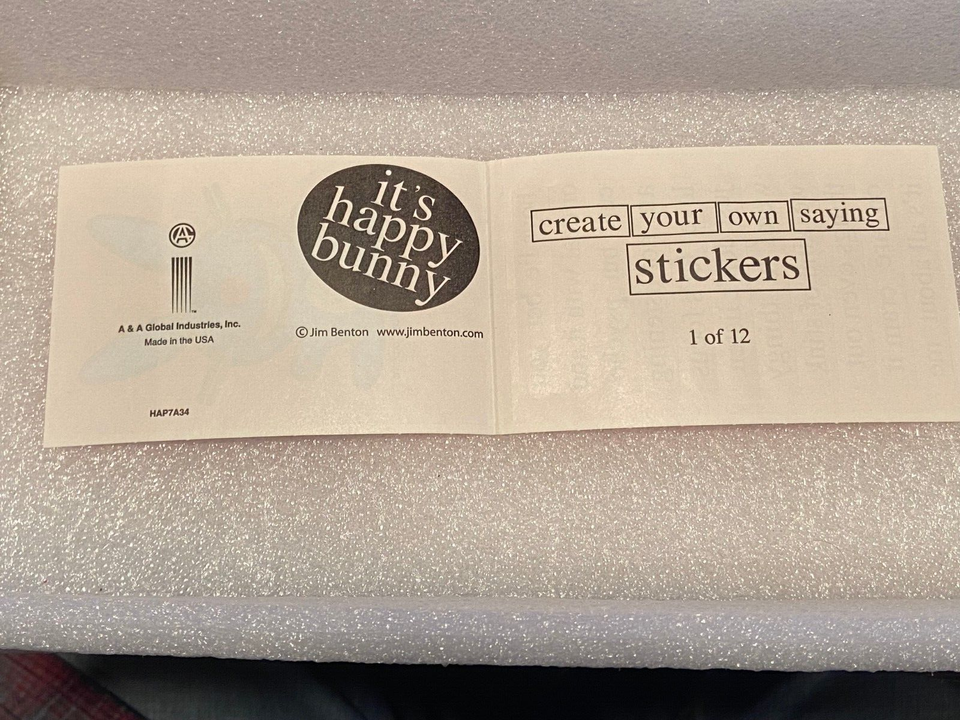 A
A & A Global Industries, Inc.
Made in the USA
HAP7A34
it's
happy
bunny
© Jim Benton www.jimbenton.com
create your own saying
stickers
1 of 12